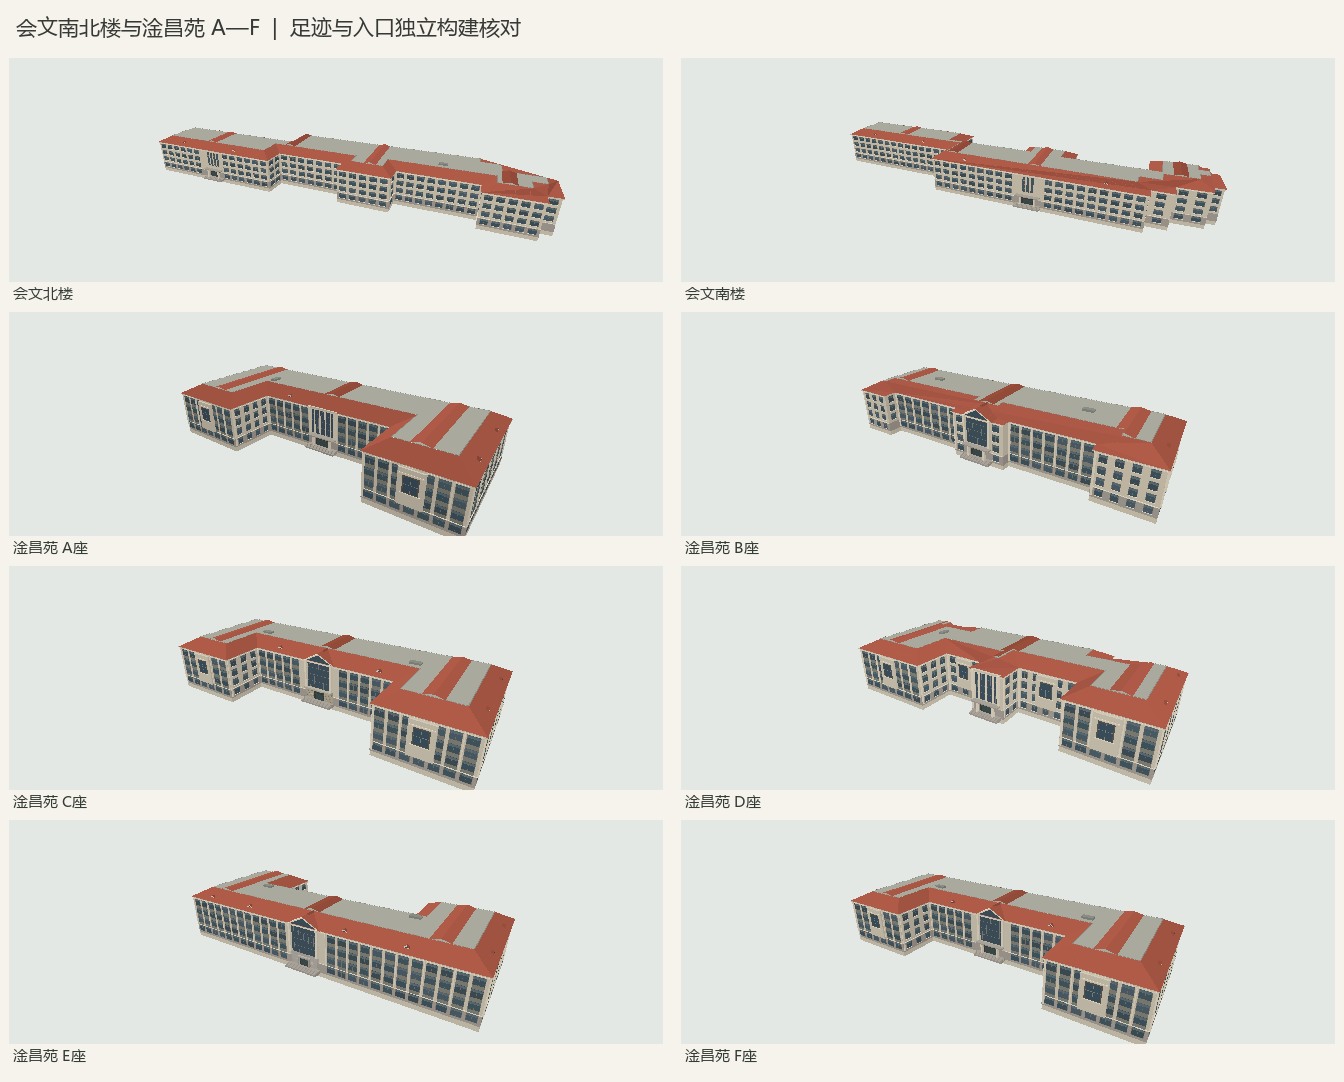 会文南北楼与淦昌苑 A—F | 足迹与入口独立构建核对
会文北楼
会文南楼
淦昌苑 A座
淦昌苑 B座
淦昌苑 C座
淦昌苑 D座
淦昌苑 E座
淦昌苑 F座